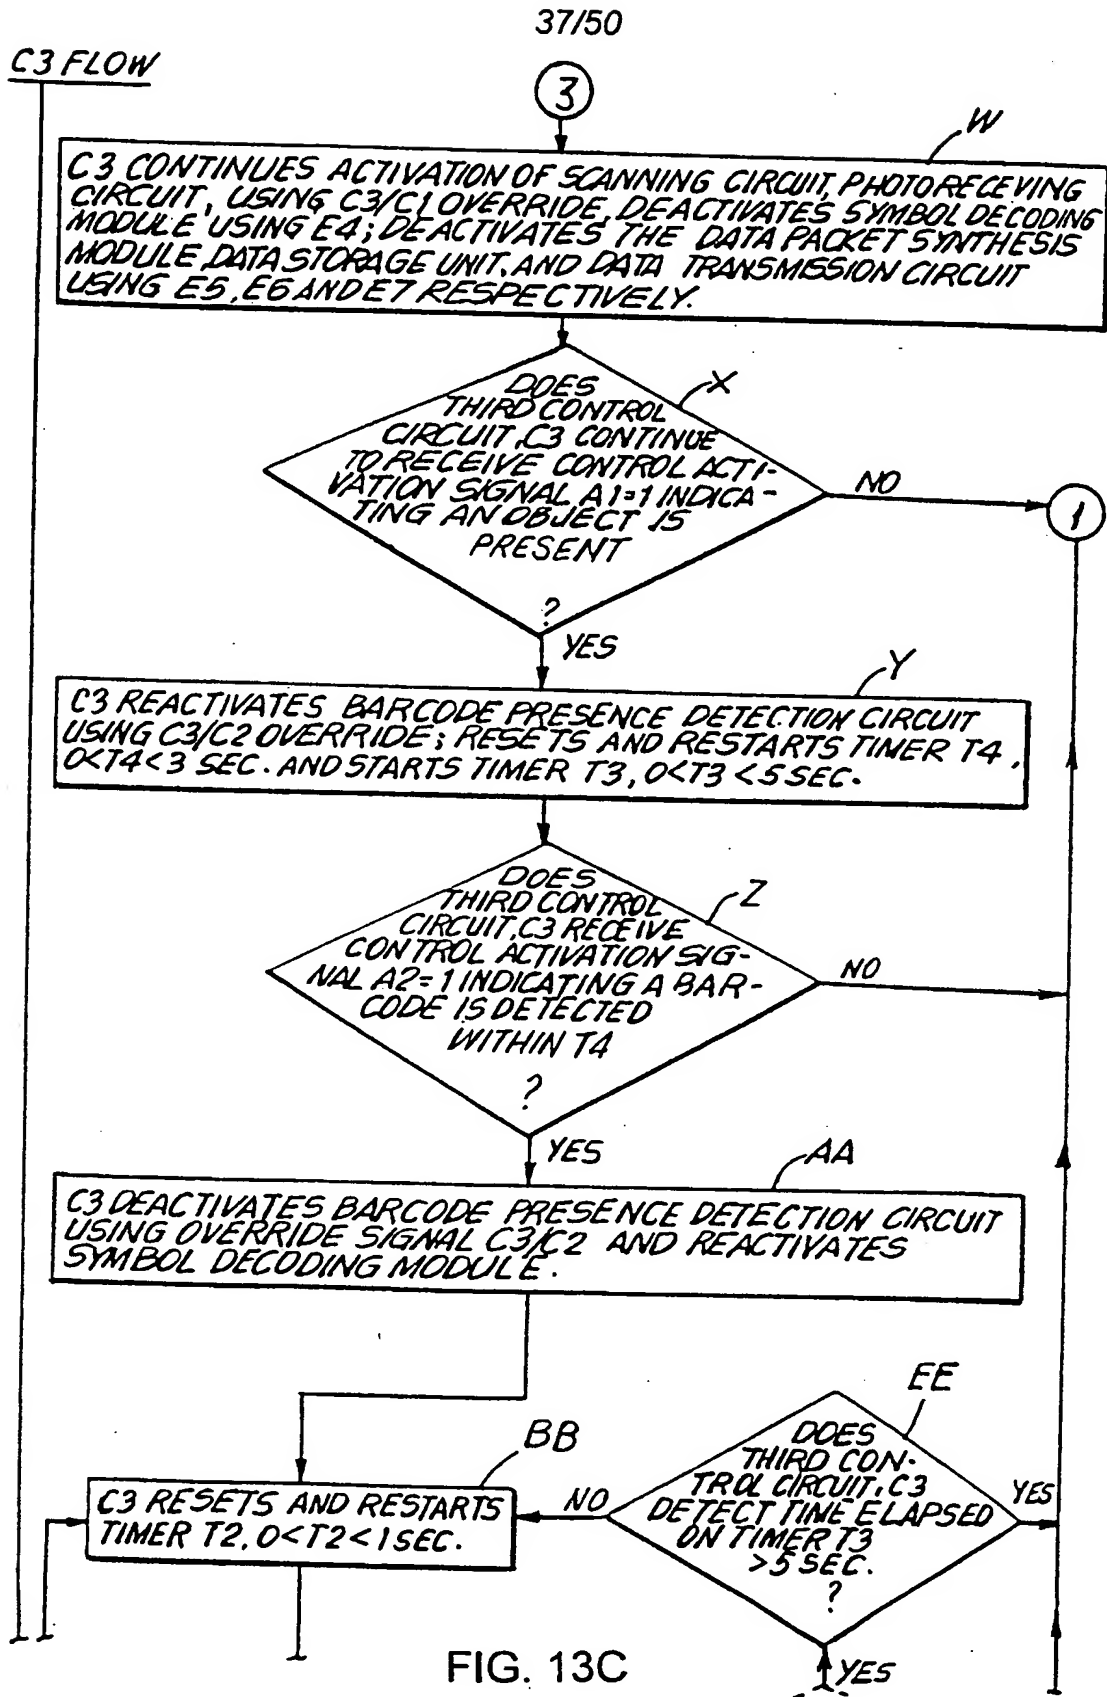 37/50
C3 FLOW
3
W
C3 CONTINUES ACTIVATION OF SCANNING CIRCUIT, PHOTORECEVING
CIRCUIT, USING C3/C1 OVERRIDE, DEACTIVATES SYMBOL DECODING
MODULE USING E4; DEACTIVATES THE DATA PACKET SYNTHESIS
MODULE, DATA STORAGE UNIT, AND DATA TRANSMISSION CIRCUIT
USING E5, E6 AND E7 RESPECTIVELY.
X
DOES
THIRD CONTROL
CIRCUIT, C3 CONTINUE
TO RECEIVE CONTROL ACTI-
VATION SIGNAL A1=1 INDICA-
TING AN OBJECT IS
PRESENT
?
NO
1
YES
Y
C3 REACTIVATES BARCODE PRESENCE DETECTION CIRCUIT
USING C3/C2 OVERRIDE; RESETS AND RESTARTS TIMER T4,
0<T4<3 SEC. AND STARTS TIMER T3, 0<T3<5 SEC.
Z
DOES
THIRD CONTROL
CIRCUIT, C3 RECEIVE
CONTROL ACTIVATION SIG-
NAL A2=1 INDICATING A BAR-
CODE IS DETECTED
WITHIN T4
?
NO
YES
AA
C3 DEACTIVATES BARCODE PRESENCE DETECTION CIRCUIT
USING OVERRIDE SIGNAL C3/C2 AND REACTIVATES
SYMBOL DECODING MODULE.
BB
C3 RESETS AND RESTARTS
TIMER T2, 0<T2<1 SEC.
EE
DOES
THIRD CON-
TROL CIRCUIT, C3
DETECT TIME ELAPSED
ON TIMER T3
>5 SEC.
?
NO
YES
YES
FIG. 13C